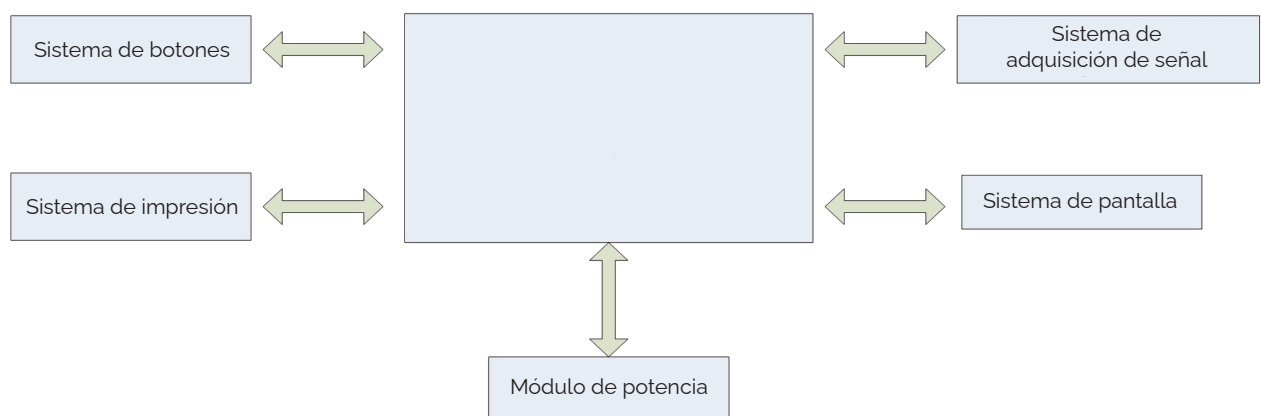 Sistema de botones
Sistema de
adquisición de señal
Sistema de impresión
Sistema de pantalla
Módulo de potencia